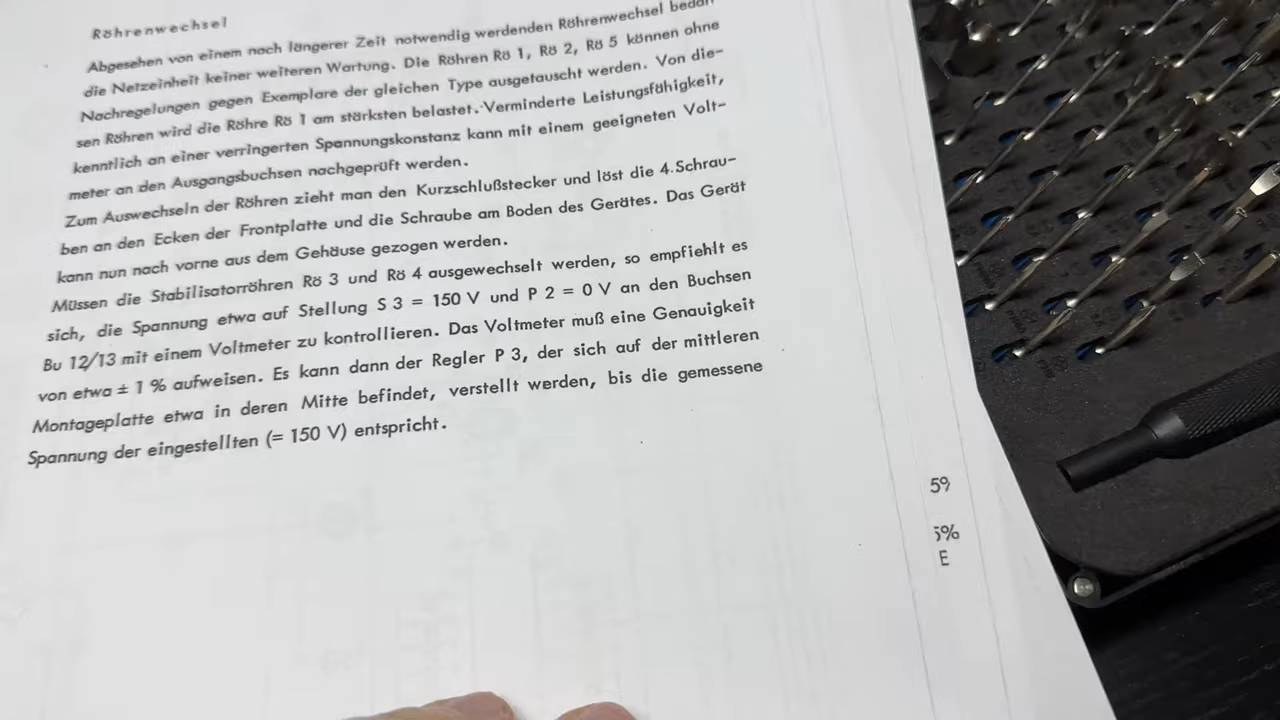 Röhrenwechsel
Abgesehen von einem nach längerer Zeit notwendig werdenden Röhrenwechsel bedarf
die Netzeinheit keiner weiteren Wartung. Die Röhren Rö 1, Rö 2, Rö 5 können ohne
Nachregelungen gegen Exemplare der gleichen Type ausgetauscht werden. Von die-
sen Röhren wird die Röhre Rö 1 am stärksten belastet. Verminderte Leistungsfähigkeit,
kenntlich an einer verringerten Spannungskonstanz kann mit einem geeigneten Volt-
meter an den Ausgangsbuchsen nachgeprüft werden.
Zum Auswechseln der Röhren zieht man den Kurzschlußstecker und löst die 4 Schrau-
ben an den Ecken der Frontplatte und die Schraube am Boden des Gerätes. Das Gerät
kann nun nach vorne aus dem Gehäuse gezogen werden.
Müssen die Stabilisatorröhren Rö 3 und Rö 4 ausgewechselt werden, so empfiehlt es
sich, die Spannung etwa auf Stellung S 3 = 150 V und P 2 = 0 V an den Buchsen
Bu 12/13 mit einem Voltmeter zu kontrollieren. Das Voltmeter muß eine Genauigkeit
von etwa ± 1 % aufweisen. Es kann dann der Regler P 3, der sich auf der mittleren
Montageplatte etwa in deren Mitte befindet, verstellt werden, bis die gemessene
Spannung der eingestellten (= 150 V) entspricht.
5%
E